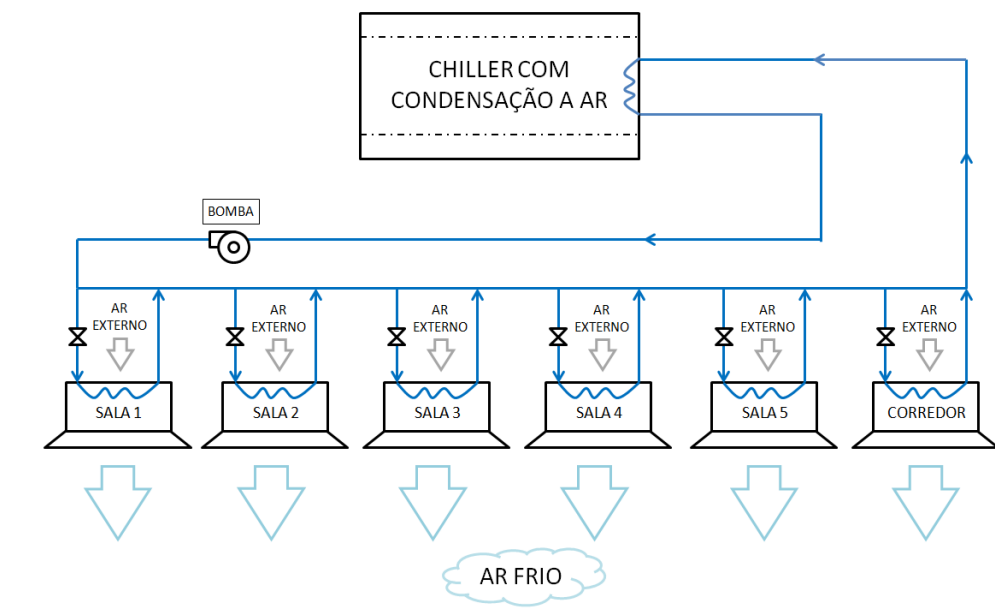 CHILLER COM
CONDENSAÇÃO A AR
BOMBA
AR
EXTERNO
AR
EXTERNO
AR
EXTERNO
AR
EXTERNO
AR
EXTERNO
AR
EXTERNO
SALA 1
SALA 2
SALA 3
SALA 4
SALA 5
CORREDOR
AR FRIO